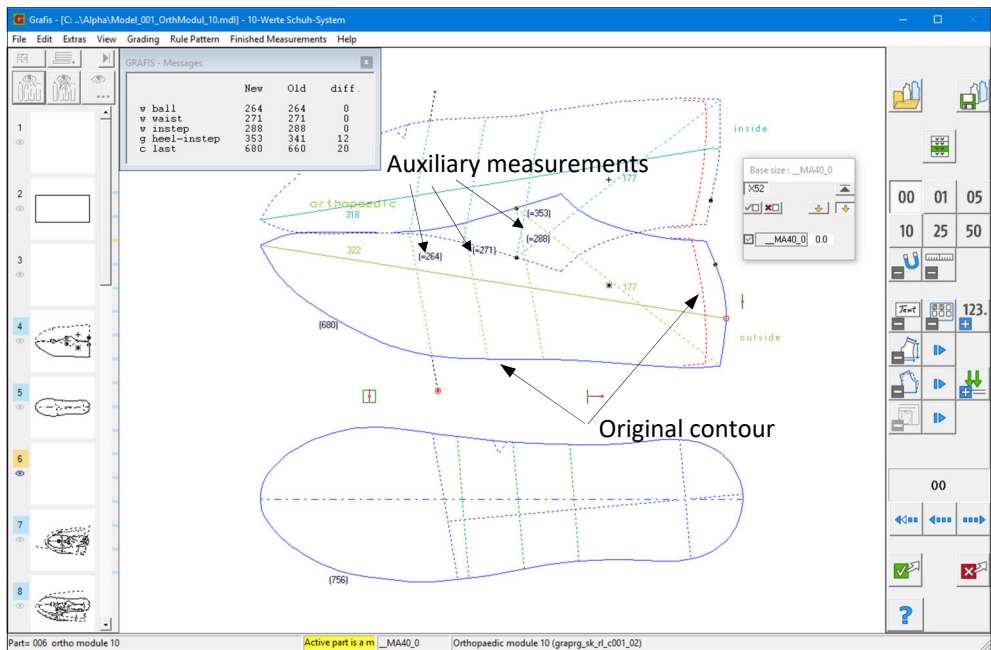 Grafis - [C: ..\Alpha\Model_001_OrthModul_10.mdl] - 10-Werte Schuh-System
File Edit Extras View Grading Rule Pattern Finished Measurements Help
GRAFIS - Messages x
New Old diff.
w ball 264 264 0
w waist 271 271 0
w instep 288 288 0
g heel-instep 353 341 12
c last 680 660 20
Auxiliary measurements
inside
177
orthopaedic
318
(=353)
(=288)
(=271)
(=264)
322
177
(680)
outside
Original contour
(756)
Base size : __MA40_0
X52
__MA40_0 0.0
1
2
3
4
5
6
7
8
00 01 05
10 25 50
Text 123.
00
?
Part= 006 ortho module 10 Active part is a m __MA40_0 Orthopaedic module 10 (graprg_sk_rl_c001_02)